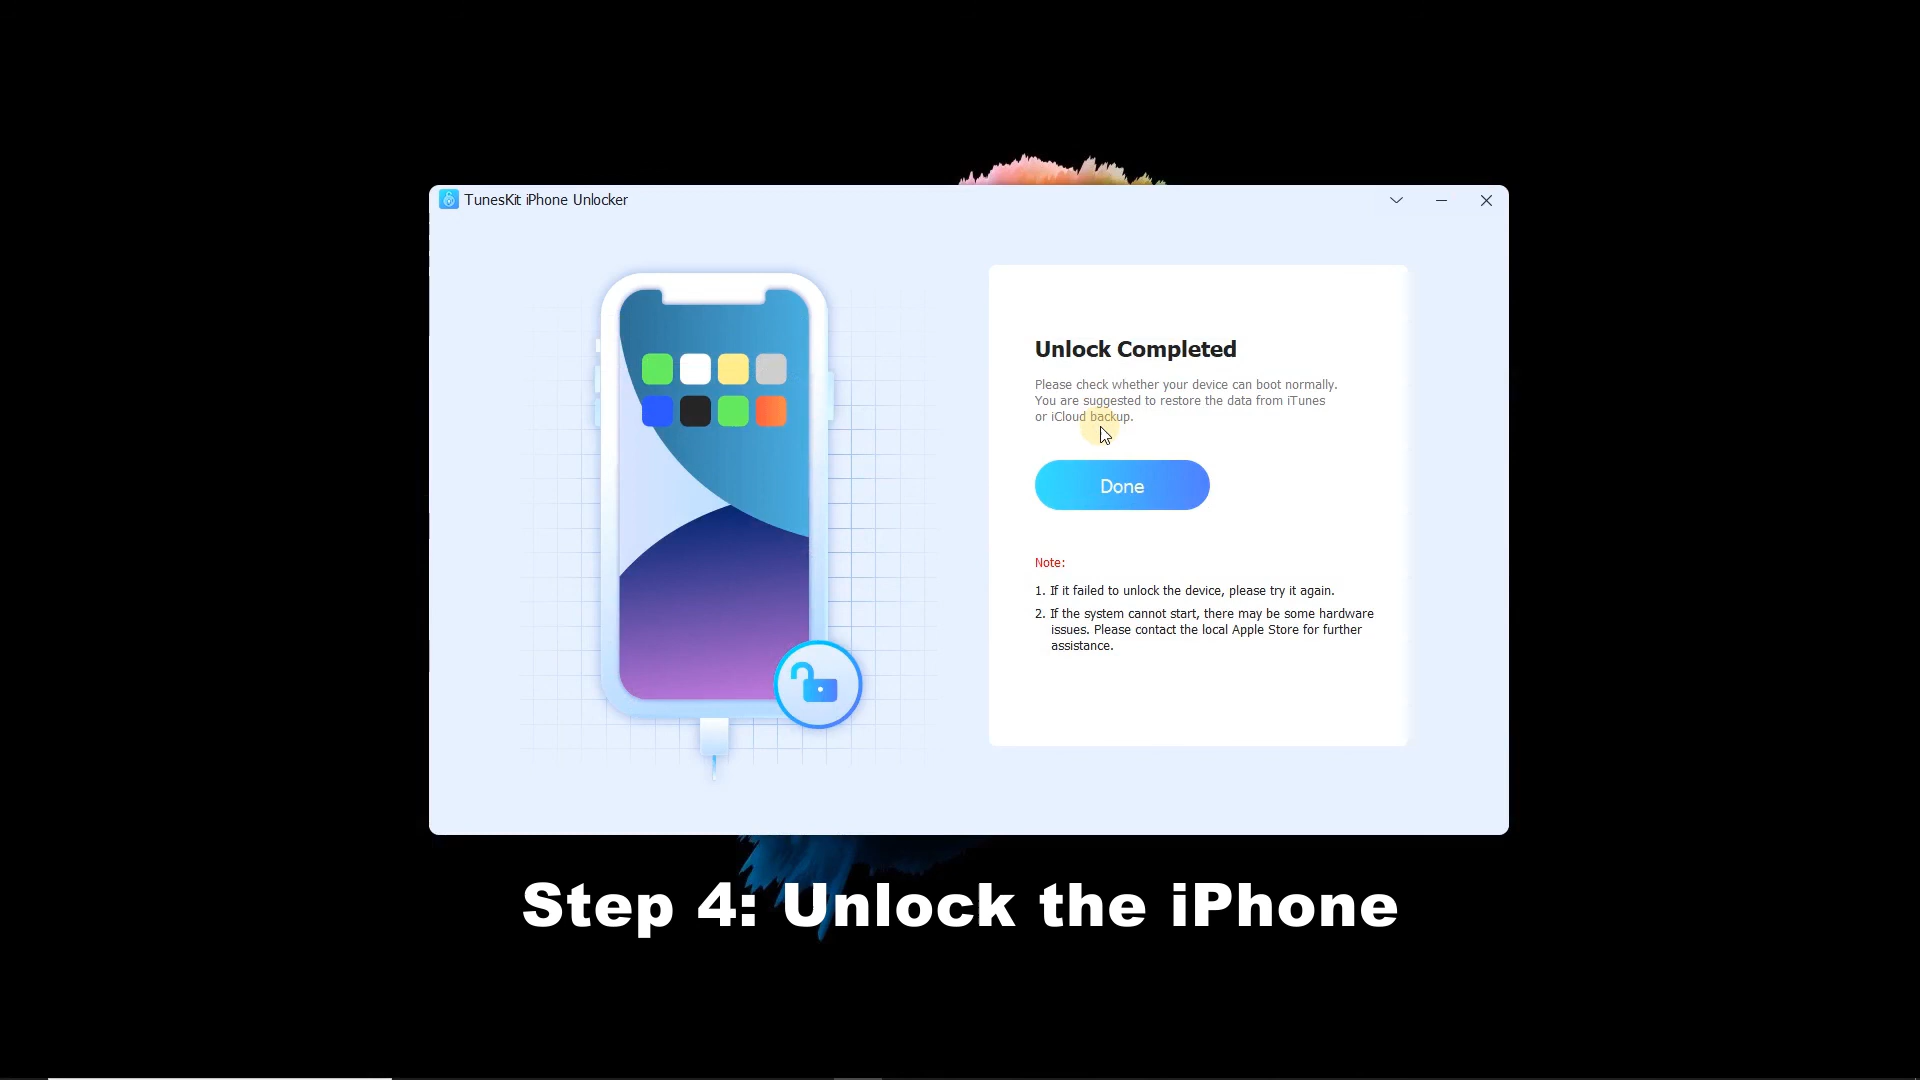 TunesKit iPhone Unlocker
Unlock Completed
Please check whether your device can boot normally.
You are suggested to restore the data from iTunes
or iCloud backup.
Done
Note:
1. If it failed to unlock the device, please try it again.
2. If the system cannot start, there may be some hardware
issues. Please contact the local Apple Store for further
assistance.
Step 4: Unlock the iPhone